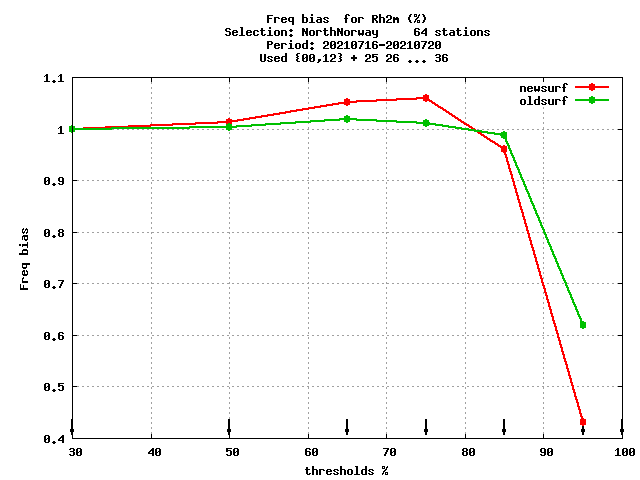 Freq bias  for Rh2m (%)
Selection: NorthNorway     64 stations
Period: 20210716-20210720
Used {00,12} + 25 26 ... 36
newsurf
oldsurf
1.1
1
0.9
0.8
0.7
0.6
0.5
0.4
Freq bias
30 40 50 60 70 80 90 100
thresholds %